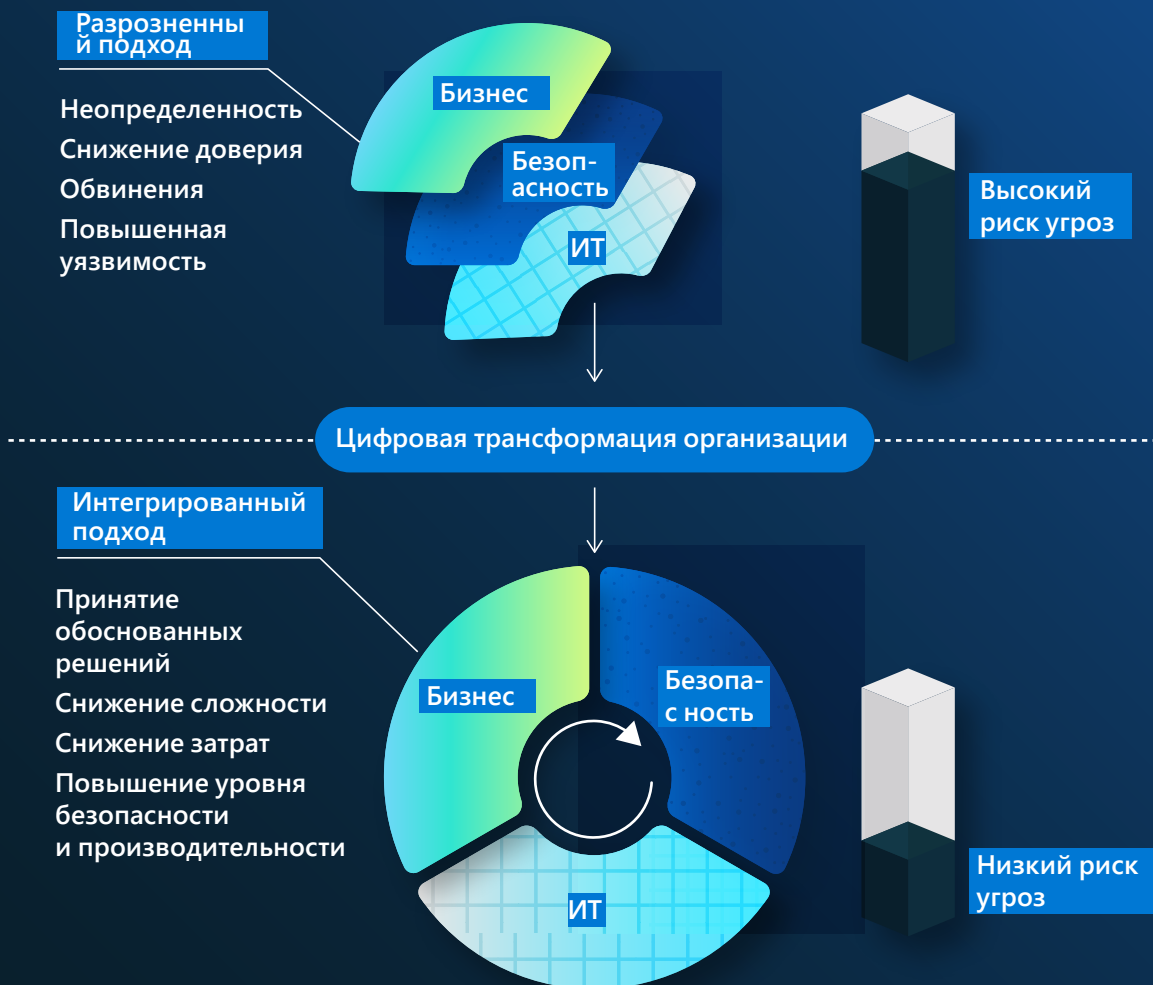 Разрозненны
й подход
Неопределенность
Снижение доверия
Обвинения
Повышенная
уязвимость
Бизнес
Безоп-
асность
ИТ
Высокий
риск угроз
Цифровая трансформация организации
Интегрированный
подход
Принятие
обоснованных
решений
Снижение сложности
Снижение затрат
Повышение уровня
безопасности
и производительности
Бизнес
Безопа-
с ность
ИТ
Низкий риск
угроз